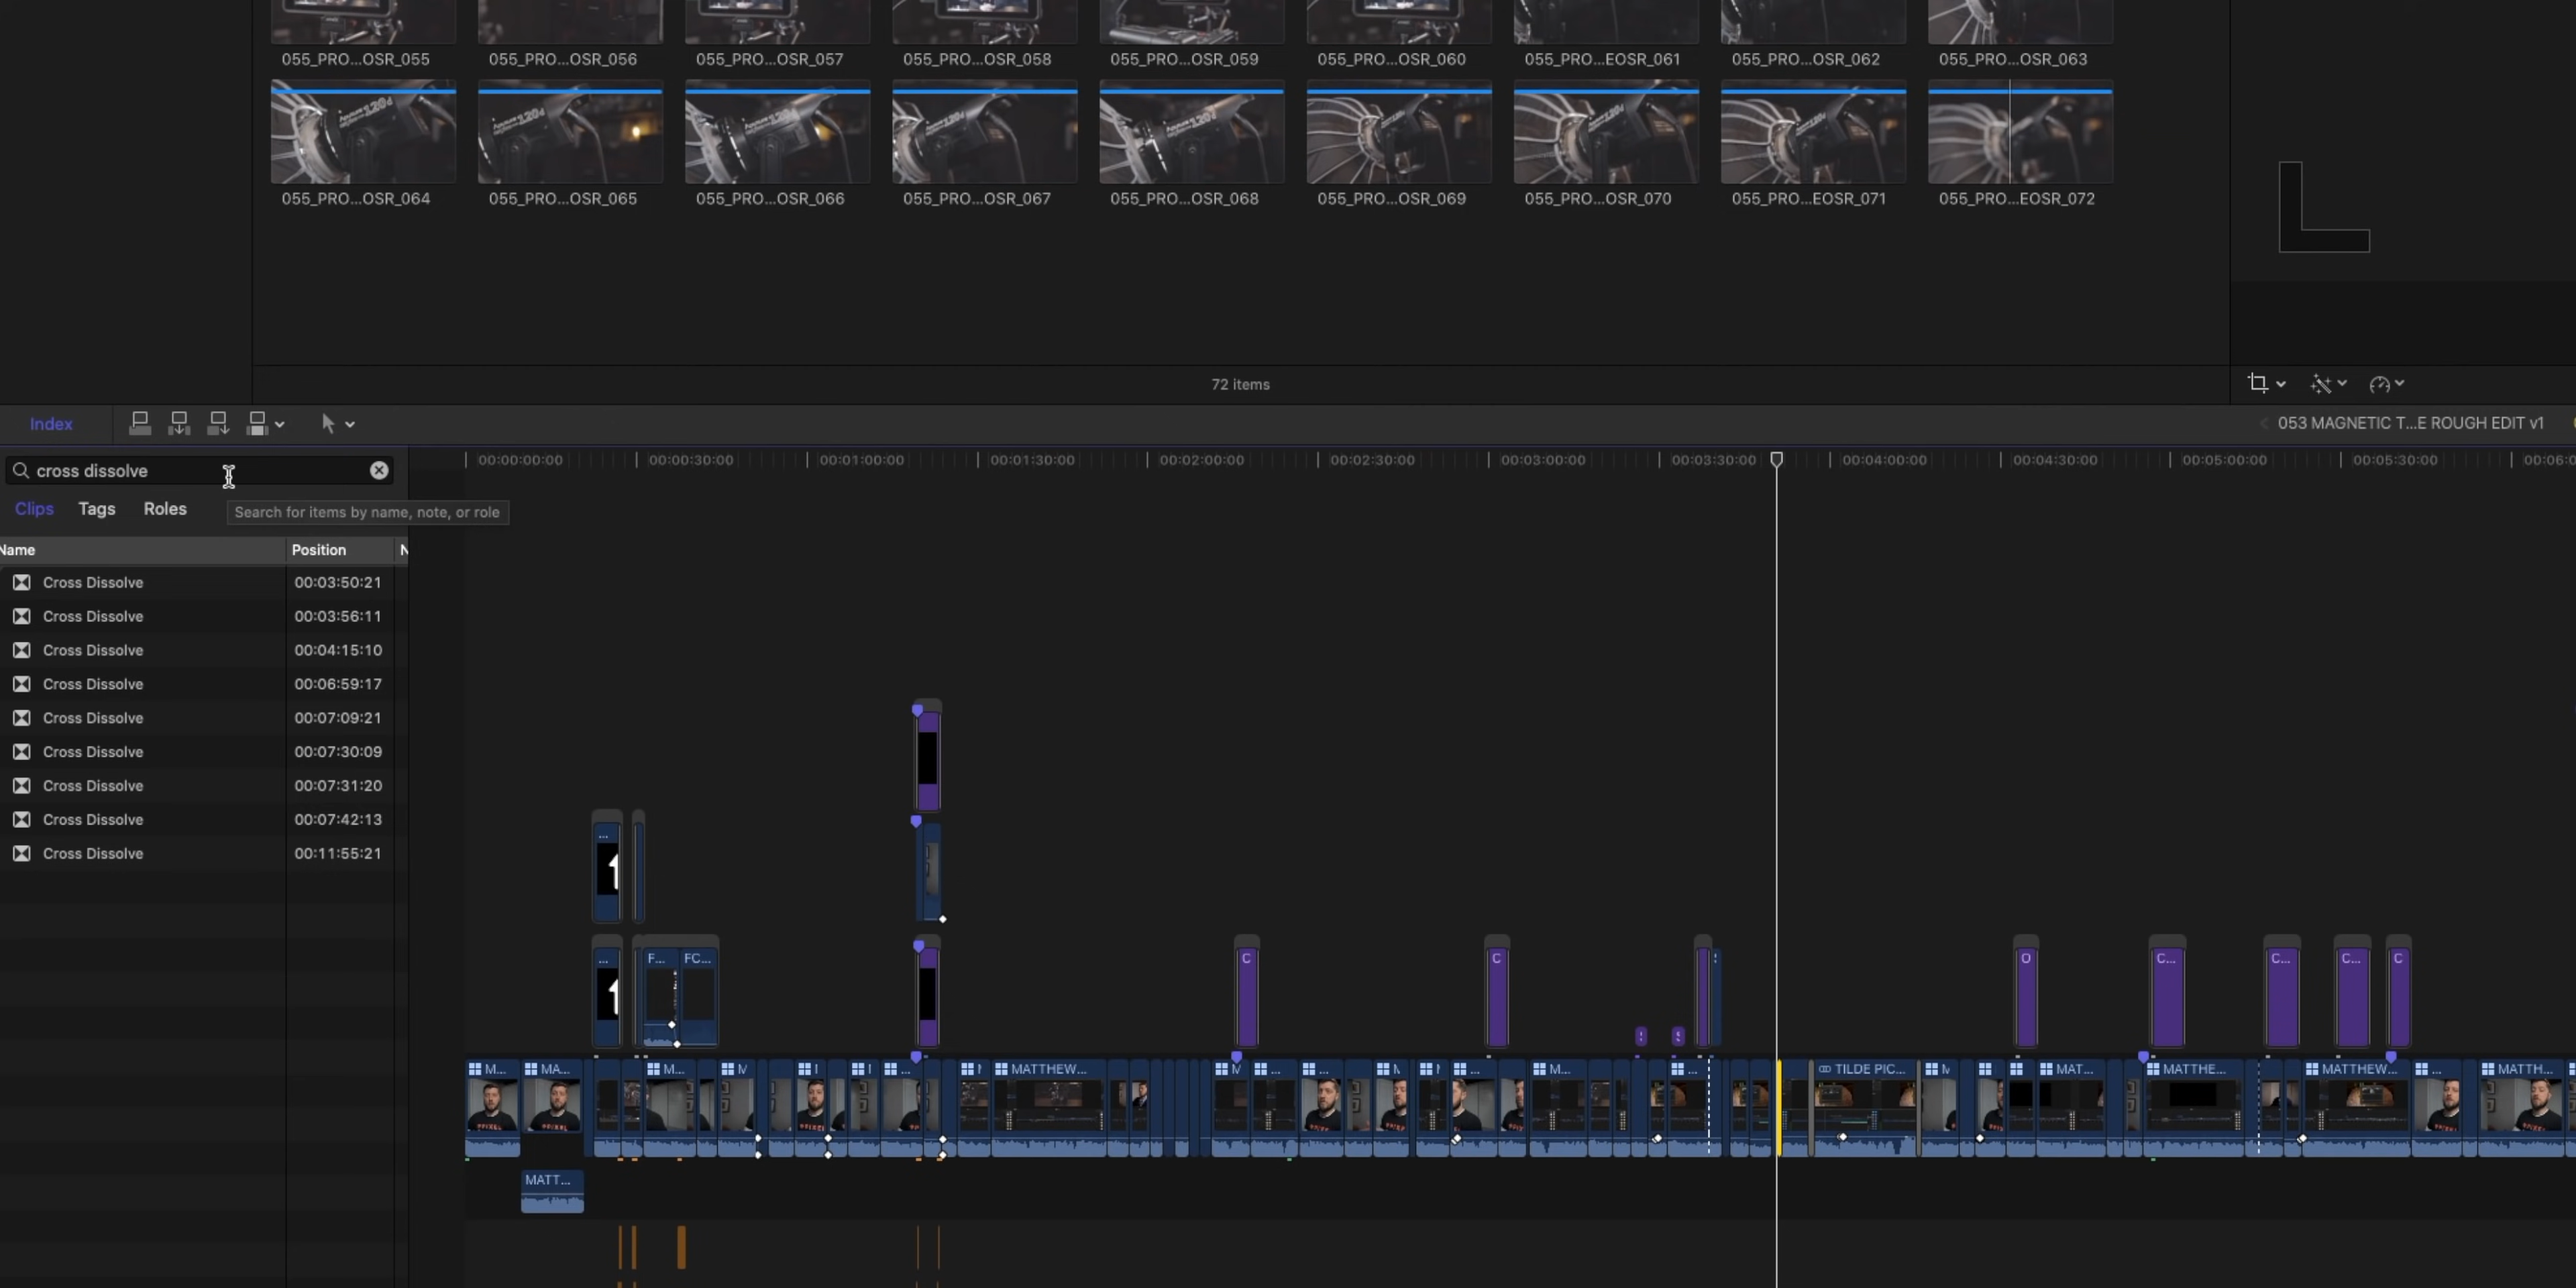 055_PRO...OSR_055 055_PRO...OSR_056 055_PRO...OSR_057 055_PRO...OSR_058 055_PRO...OSR_059 055_PRO...OSR_060 055_PRO...EOSR_061 055_PRO...OSR_062 055_PRO...OSR_063
055_PRO...OSR_064 055_PRO...OSR_065 055_PRO...OSR_066 055_PRO...OSR_067 055_PRO...OSR_068 055_PRO...OSR_069 055_PRO...OSR_070 055_PRO...EOSR_071 055_PRO...EOSR_072
72 items
Index
053 MAGNETIC T...E ROUGH EDIT v1
cross dissolve
00:00:00:00 00:00:30:00 00:01:00:00 00:01:30:00 00:02:00:00 00:02:30:00 00:03:00:00 00:03:30:00 00:04:00:00 00:04:30:00 00:05:00:00 00:05:30:00 00:06:0
Clips Tags Roles
Search for items by name, note, or role
Name Position N
Cross Dissolve 00:03:50:21
Cross Dissolve 00:03:56:11
Cross Dissolve 00:04:15:10
Cross Dissolve 00:06:59:17
Cross Dissolve 00:07:09:21
Cross Dissolve 00:07:30:09
Cross Dissolve 00:07:31:20
Cross Dissolve 00:07:42:13
Cross Dissolve 00:11:55:21
...
... F... FC... C C O C... C... C... C
M... MA... M... M ... MATTHEW... M ... ... M ... M... ... TILDE PIC... M MAT... MATTHE... MATTHEW... ... MATTH...
MATT...